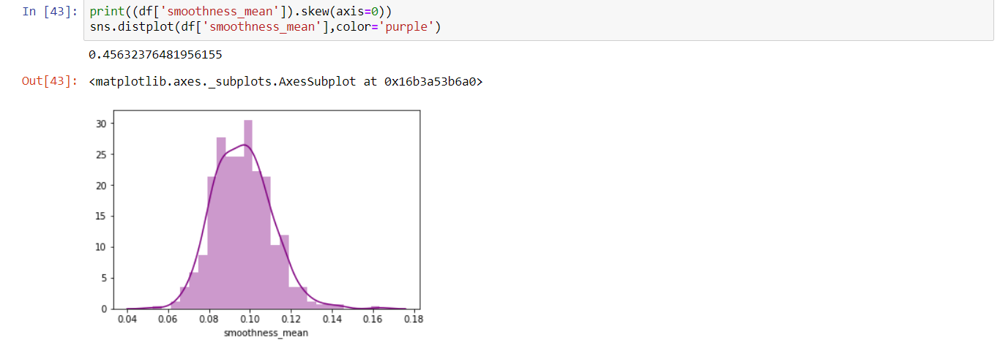 In [43]: print((df['smoothness_mean']).skew(axis=0))
sns.distplot(df['smoothness_mean'],color='purple')
0.45632376481956155
Out[43]: <matplotlib.axes._subplots.AxesSubplot at 0x16b3a53b6a0>
30
25
20
15
10
5
0
0.04 0.06 0.08 0.10 0.12 0.14 0.16 0.18
smoothness_mean